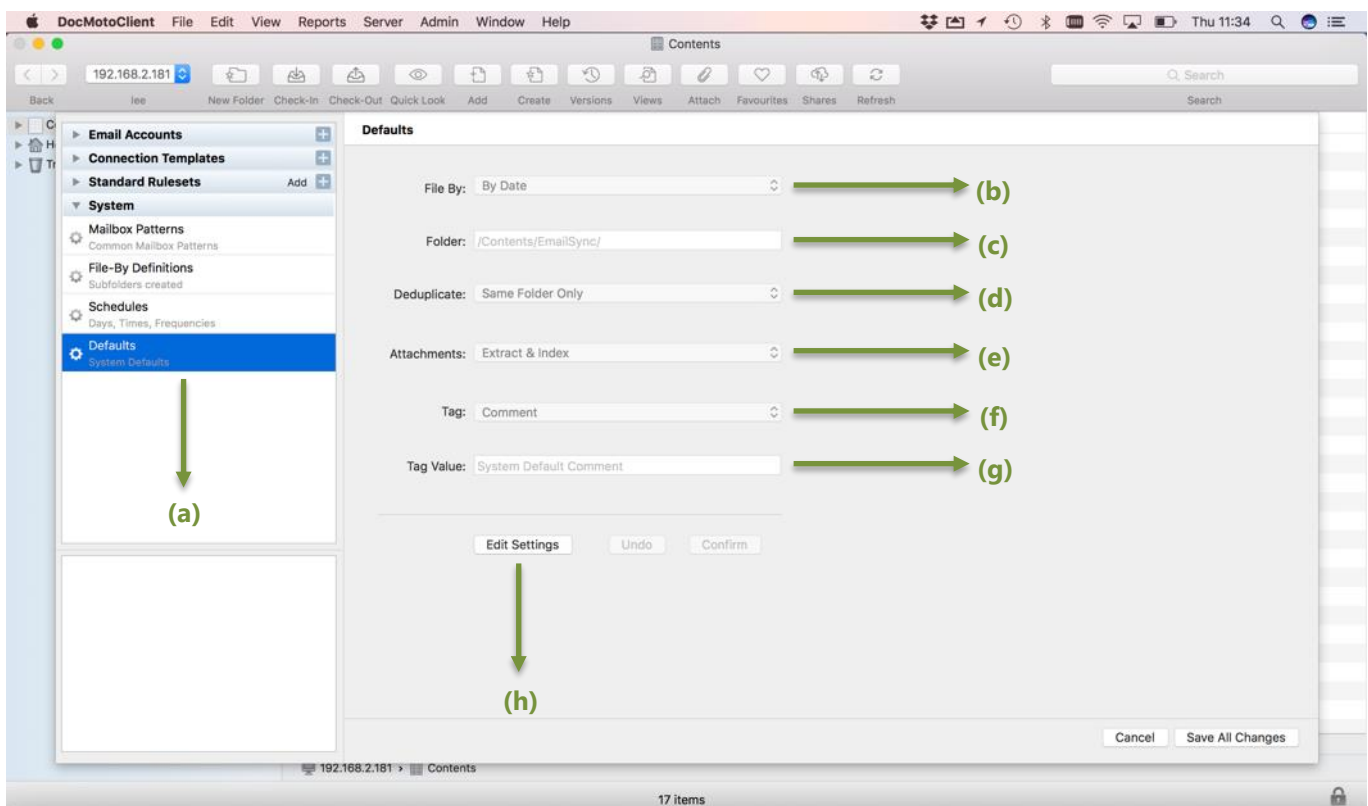 DocMotoClient File Edit View Reports Server Admin Window Help Thu 11:34
Contents
192.168.2.181 Search
Back lee New Folder Check-In Check-Out Quick Look Add Create Versions Views Attach Favourites Shares Refresh Search
C
H
Tr
Email Accounts
Connection Templates
Standard Rulesets Add
System
Mailbox Patterns
Common Mailbox Patterns
File-By Definitions
Subfolders created
Schedules
Days, Times, Frequencies
Defaults
System Defaults
(a)
Defaults
File By: By Date (b)
Folder: /Contents/EmailSync/ (c)
Deduplicate: Same Folder Only (d)
Attachments: Extract & Index (e)
Tag: Comment (f)
Tag Value: System Default Comment (g)
Edit Settings Undo Confirm
(h)
Cancel Save All Changes
192.168.2.181 › Contents
17 items